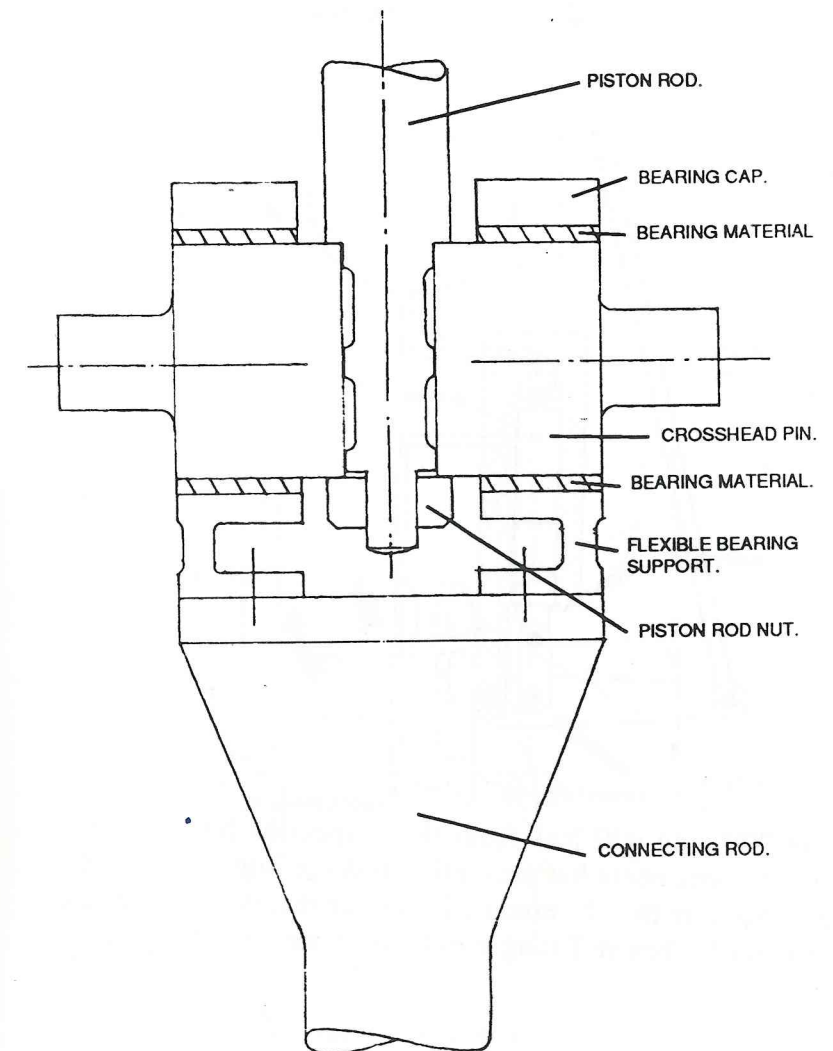 PISTON ROD.
BEARING CAP.
BEARING MATERIAL
CROSSHEAD PIN.
BEARING MATERIAL.
FLEXIBLE BEARING
SUPPORT.
PISTON ROD NUT.
CONNECTING ROD.